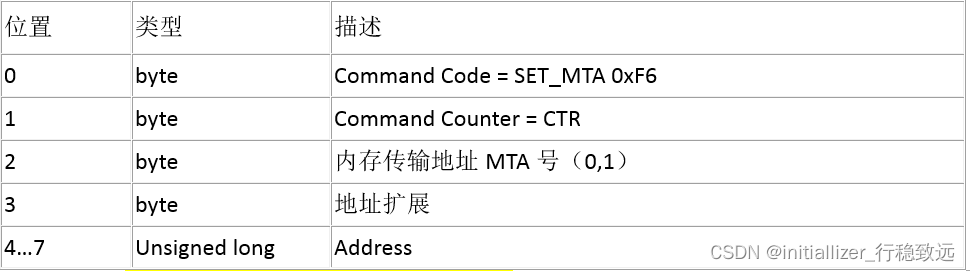 位置 类型 描述
0 byte Command Code = SET_MTA 0xF6
1 byte Command Counter = CTR
2 byte 内存传输地址 MTA 号（0,1）
3 byte 地址扩展
4…7 Unsigned long Address
CSDN @initiallizer_行稳致远